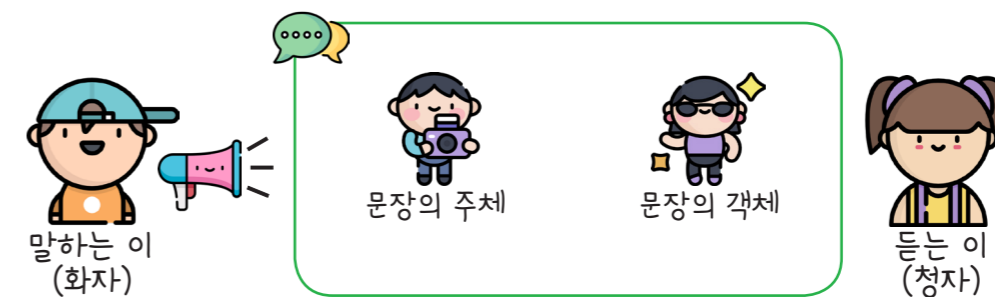 문장의 주체
문장의 객체
말하는 이
(화자)
듣는 이
(청자)